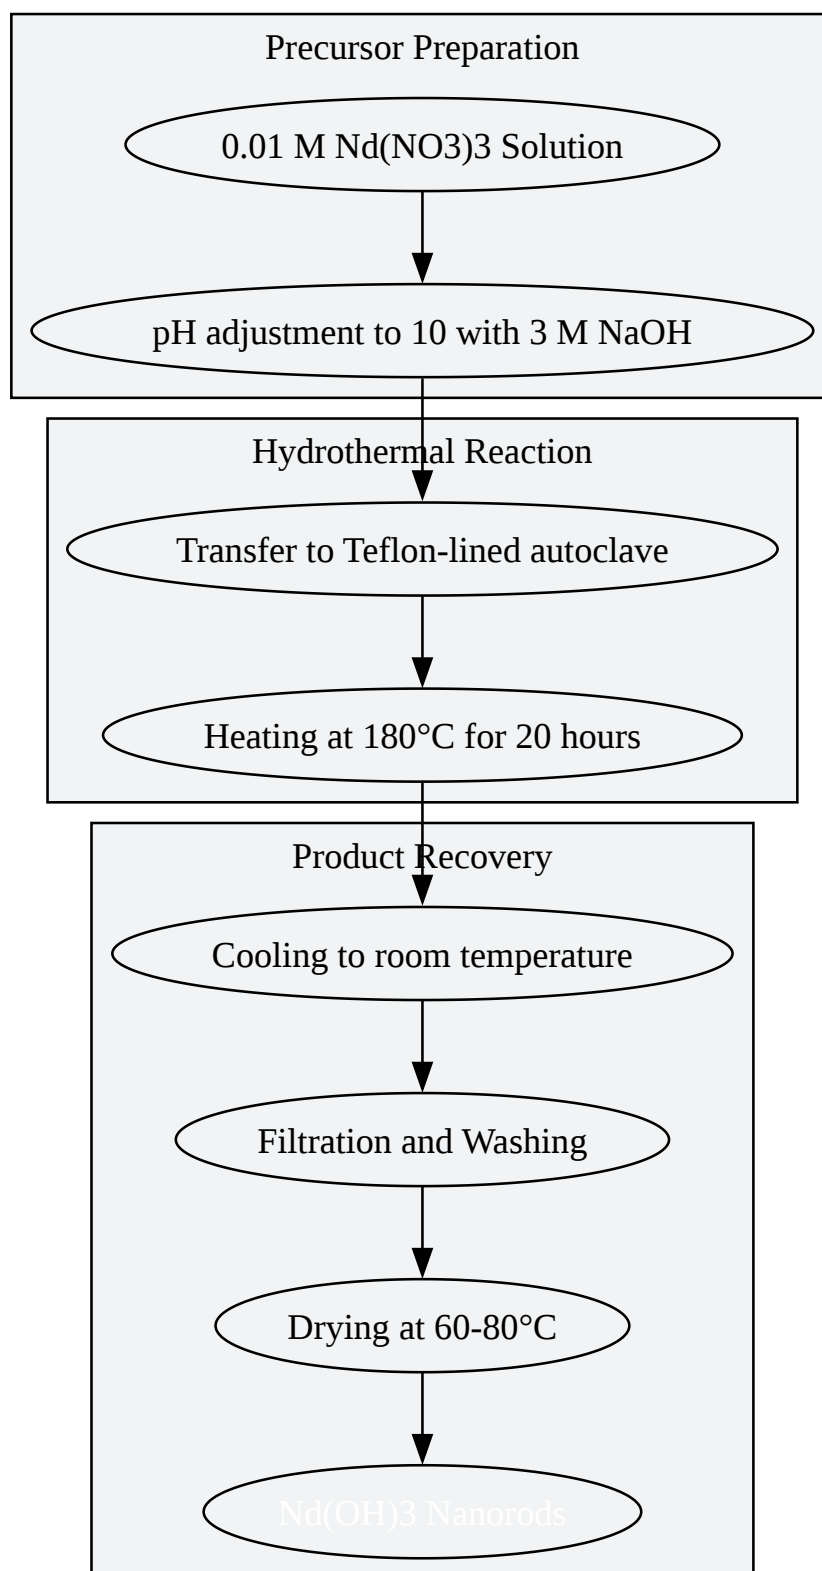 Precursor Preparation
0.01 M Nd(NO3)3 Solution
pH adjustment to 10 with 3 M NaOH
Hydrothermal Reaction
Transfer to Teflon-lined autoclave
Heating at 180°C for 20 hours
Product Recovery
Cooling to room temperature
Filtration and Washing
Drying at 60-80°C
Nd(OH)3 Nanorods